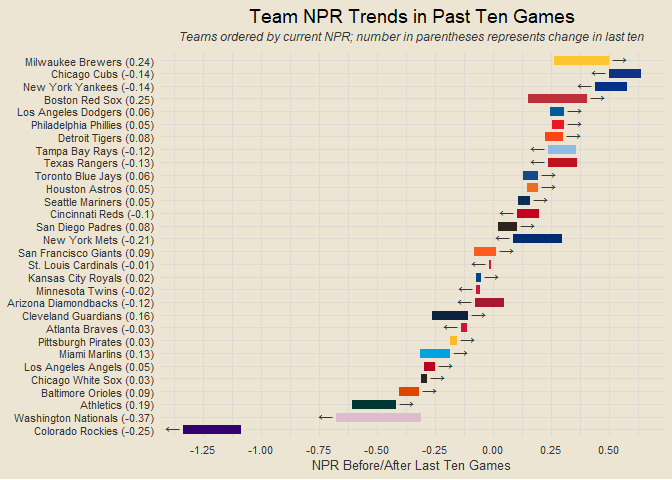 Team NPR Trends in Past Ten Games
Teams ordered by current NPR; number in parentheses represents change in last ten
Milwaukee Brewers (0.24)
Chicago Cubs (-0.14)
New York Yankees (-0.14)
Boston Red Sox (0.25)
Los Angeles Dodgers (0.06)
Philadelphia Phillies (0.05)
Detroit Tigers (0.08)
Tampa Bay Rays (-0.12)
Texas Rangers (-0.13)
Toronto Blue Jays (0.06)
Houston Astros (0.05)
Seattle Mariners (0.05)
Cincinnati Reds (-0.1)
San Diego Padres (0.08)
New York Mets (-0.21)
San Francisco Giants (0.09)
St. Louis Cardinals (-0.01)
Kansas City Royals (0.02)
Minnesota Twins (-0.02)
Arizona Diamondbacks (-0.12)
Cleveland Guardians (0.16)
Atlanta Braves (-0.03)
Pittsburgh Pirates (0.03)
Miami Marlins (0.13)
Los Angeles Angels (0.05)
Chicago White Sox (0.03)
Baltimore Orioles (0.09)
Athletics (0.19)
Washington Nationals (-0.37)
Colorado Rockies (-0.25)
-1.25 -1.00 -0.75 -0.50 -0.25 0.00 0.25 0.50
NPR Before/After Last Ten Games